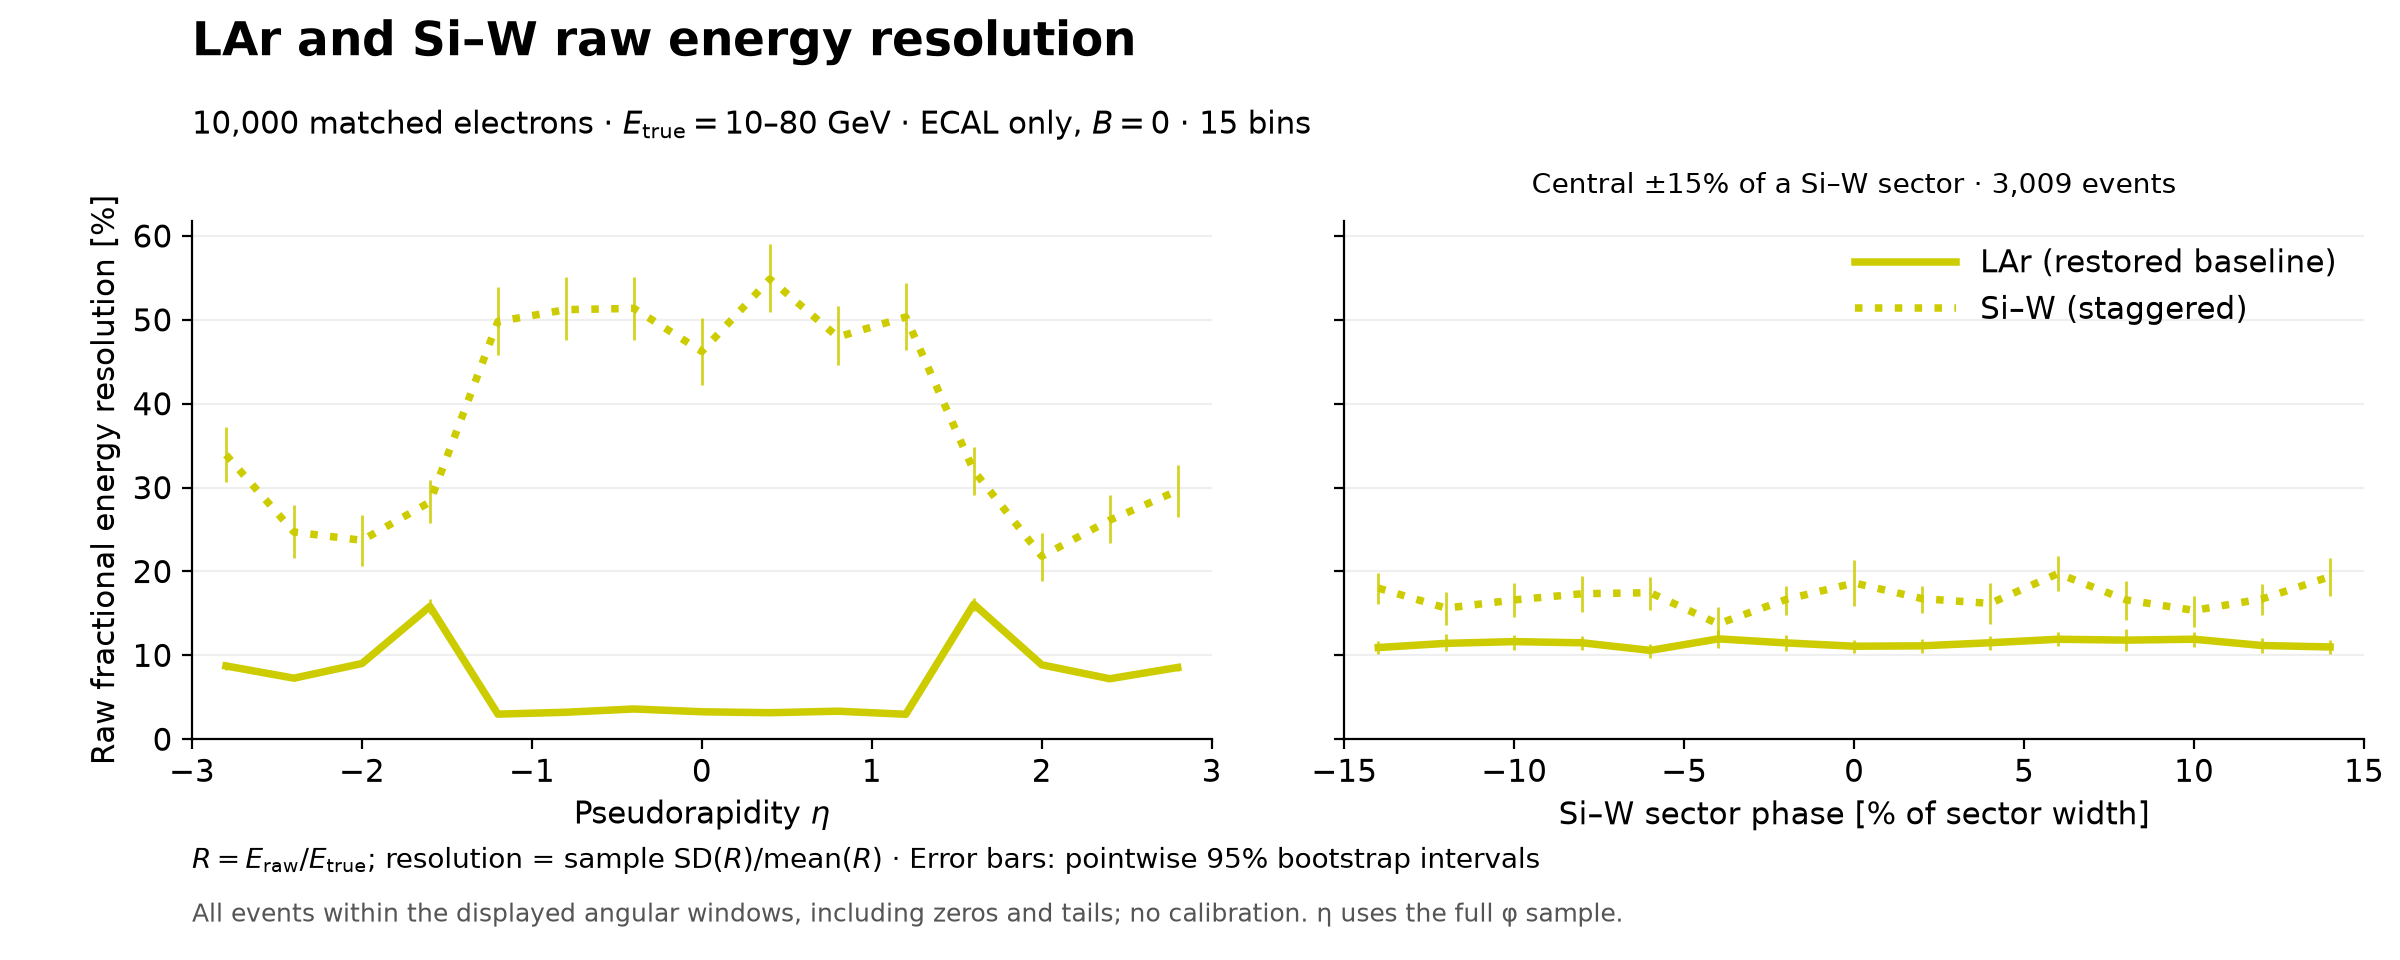 LAr and Si–W raw energy resolution
10,000 matched electrons · E_true = 10–80 GeV · ECAL only, B = 0 · 15 bins
Central ±15% of a Si–W sector · 3,009 events
Raw fractional energy resolution [%]
60
50
40
30
20
10
0
−3
−2
−1
0
1
2
3
Pseudorapidity η
LAr (restored baseline)
Si–W (staggered)
−15
−10
−5
0
5
10
15
Si–W sector phase [% of sector width]
R = E_raw/E_true; resolution = sample SD(R)/mean(R) · Error bars: pointwise 95% bootstrap intervals
All events within the displayed angular windows, including zeros and tails; no calibration. η uses the full φ sample.